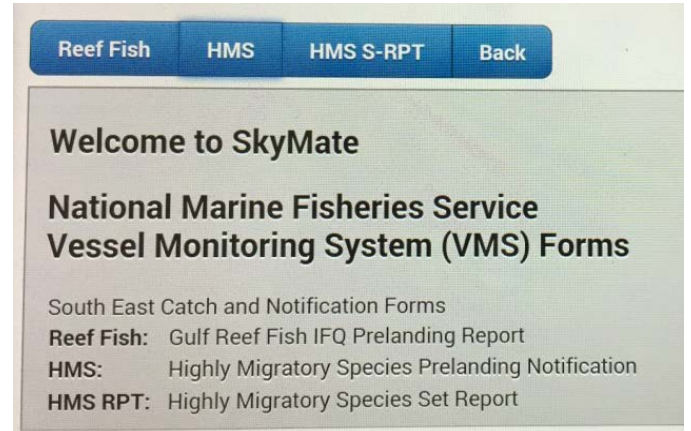 Reef Fish HMS HMS S-RPT Back
Welcome to SkyMate
National Marine Fisheries Service
Vessel Monitoring System (VMS) Forms
South East Catch and Notification Forms
Reef Fish: Gulf Reef Fish IFQ Prelanding Report
HMS: Highly Migratory Species Prelanding Notification
HMS RPT: Highly Migratory Species Set Report